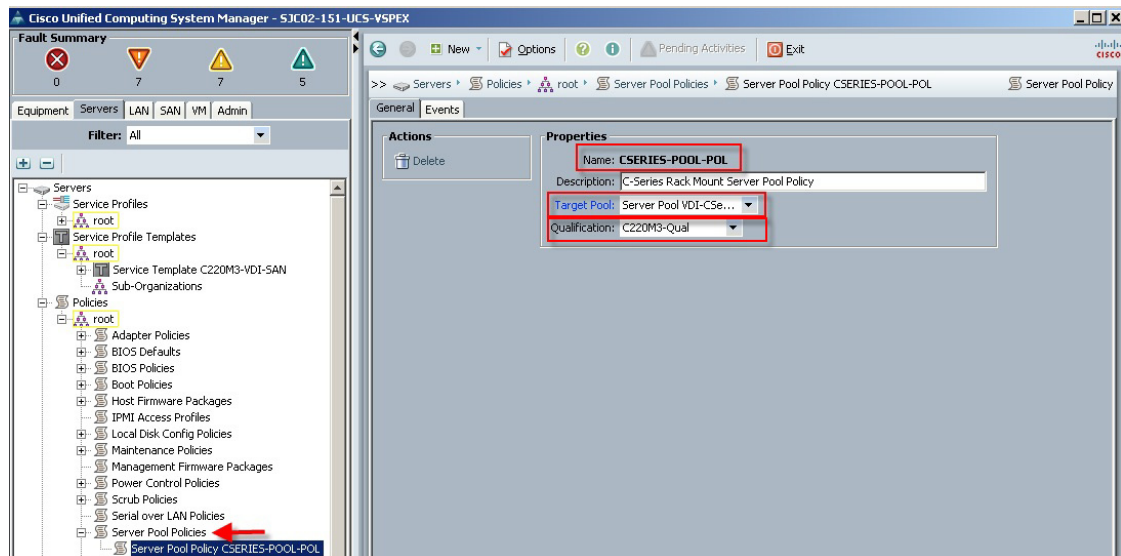 Cisco Unified Computing System Manager - SJC02-151-UCS-VSPEX
Fault Summary
0 7 7 5
New Options Pending Activities Exit
CISCO
>> Servers Policies root Server Pool Policies Server Pool Policy CSERIES-POOL-POL Server Pool Policy
Equipment Servers LAN SAN VM Admin
Filter: All
General Events
Actions
Delete
Properties
Name: CSERIES-POOL-POL
Description: C-Series Rack Mount Server Pool Policy
Target Pool: Server Pool VDI-CSe...
Qualification: C220M3-Qual
Servers
Service Profiles
root
Service Profile Templates
root
Service Template C220M3-VDI-SAN
Sub-Organizations
Policies
root
Adapter Policies
BIOS Defaults
BIOS Policies
Boot Policies
Host Firmware Packages
IPMI Access Profiles
Local Disk Config Policies
Maintenance Policies
Management Firmware Packages
Power Control Policies
Scrub Policies
Serial over LAN Policies
Server Pool Policies
Server Pool Policy CSERIES-POOL-POL